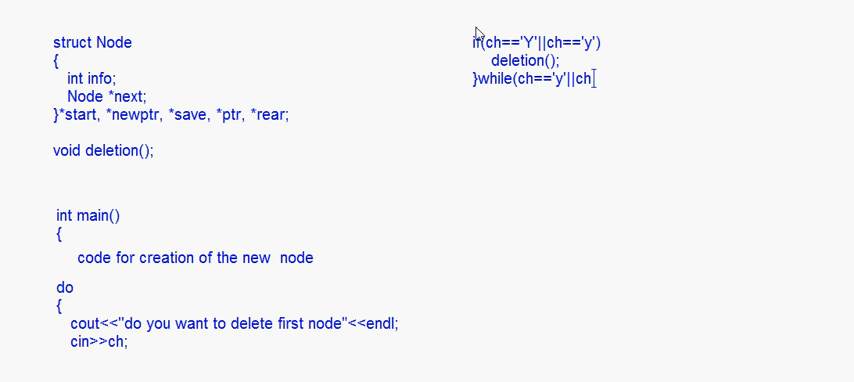 struct Node
{
int info;
Node *next;
}*start, *newptr, *save, *ptr, *rear;
void deletion();
int main()
{
code for creation of the new node
do
{
cout<<"do you want to delete first node"<<endl;
cin>>ch;
if(ch=='Y'||ch=='y')
deletion();
}while(ch=='y'||ch